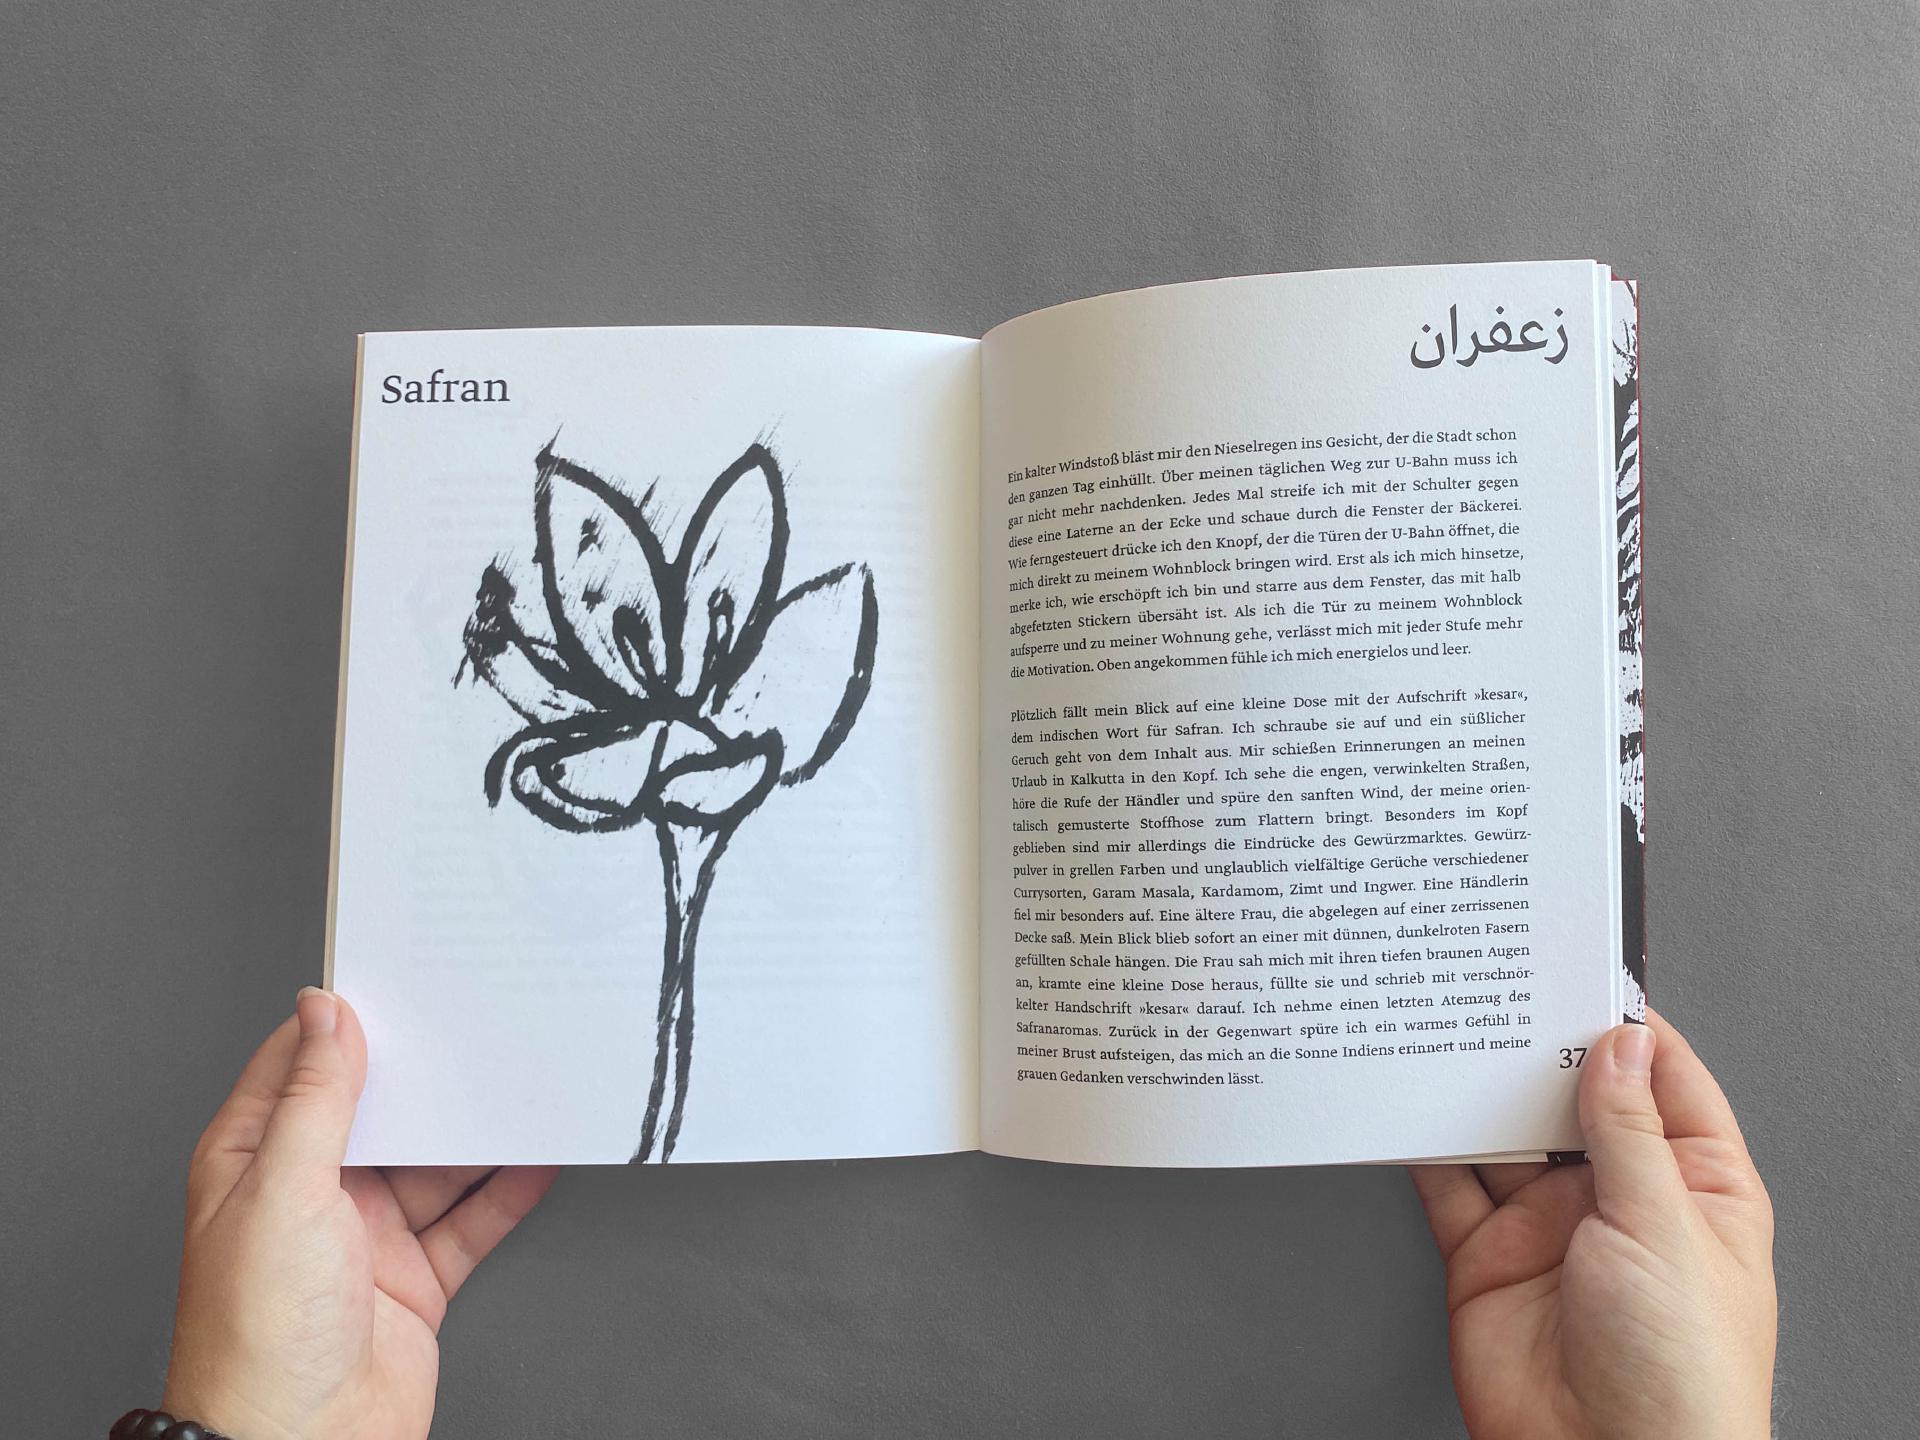 Safran
زعفران
Ein kalter Windstoß bläst mir den Nieselregen ins Gesicht, der die Stadt schon
den ganzen Tag einhüllt. Über meinen täglichen Weg zur U-Bahn muss ich
gar nicht mehr nachdenken. Jedes Mal streife ich mit der Schulter gegen
diese eine Laterne an der Ecke und schaue durch die Fenster der Bäckerei.
Wie ferngesteuert drücke ich den Knopf, der die Türen der U-Bahn öffnet, die
mich direkt zu meinem Wohnblock bringen wird. Erst als ich mich hinsetze,
merke ich, wie erschöpft ich bin und starre aus dem Fenster, das mit halb
abgefetzten Stickern übersäht ist. Als ich die Tür zu meinem Wohnblock
aufsperre und zu meiner Wohnung gehe, verlässt mich mit jeder Stufe mehr
die Motivation. Oben angekommen fühle ich mich energielos und leer.
Plötzlich fällt mein Blick auf eine kleine Dose mit der Aufschrift »kesar«,
dem indischen Wort für Safran. Ich schraube sie auf und ein süßlicher
Geruch geht von dem Inhalt aus. Mir schießen Erinnerungen an meinen
Urlaub in Kalkutta in den Kopf. Ich sehe die engen, verwinkelten Straßen,
höre die Rufe der Händler und spüre den sanften Wind, der meine orien-
talisch gemusterte Stoffhose zum Flattern bringt. Besonders im Kopf
geblieben sind mir allerdings die Eindrücke des Gewürzmarktes. Gewürz-
pulver in grellen Farben und unglaublich vielfältige Gerüche verschiedener
Currysorten, Garam Masala, Kardamom, Zimt und Ingwer. Eine Händlerin
fiel mir besonders auf. Eine ältere Frau, die abgelegen auf einer zerrissenen
Decke saß. Mein Blick blieb sofort an einer mit dünnen, dunkelroten Fasern
gefüllten Schale hängen. Die Frau sah mich mit ihren tiefen braunen Augen
an, kramte eine kleine Dose heraus, füllte sie und schrieb mit verschnör-
kelter Handschrift »kesar« darauf. Ich nehme einen letzten Atemzug des
Safranaromas. Zurück in der Gegenwart spüre ich ein warmes Gefühl in
meiner Brust aufsteigen, das mich an die Sonne Indiens erinnert und meine
grauen Gedanken verschwinden lässt.
37